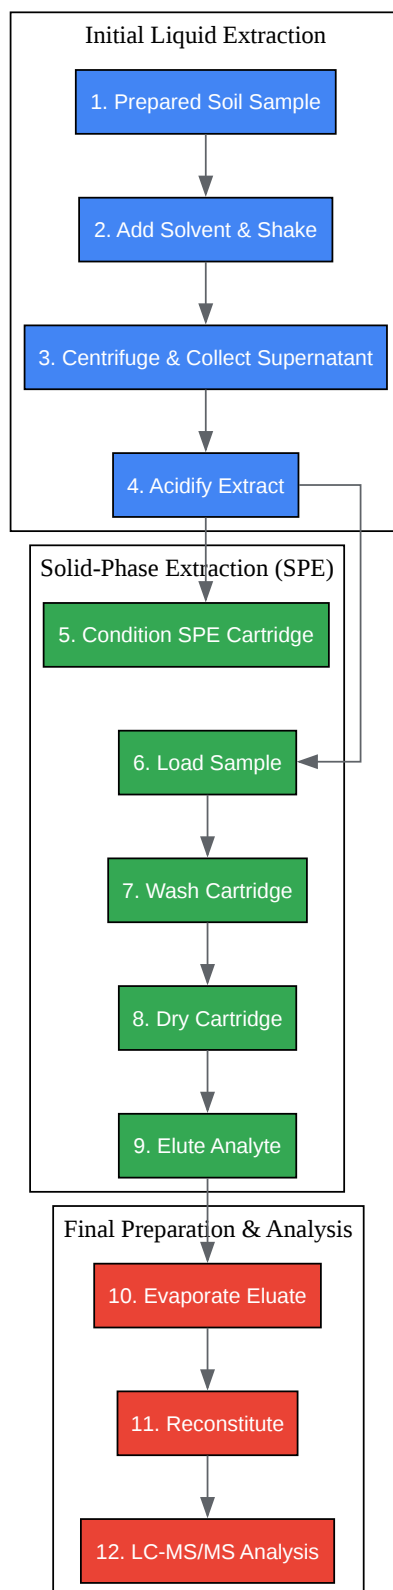 Initial Liquid Extraction
1. Prepared Soil Sample
2. Add Solvent & Shake
3. Centrifuge & Collect Supernatant
4. Acidify Extract
Solid-Phase Extraction (SPE)
5. Condition SPE Cartridge
6. Load Sample
7. Wash Cartridge
8. Dry Cartridge
9. Elute Analyte
Final Preparation & Analysis
10. Evaporate Eluate
11. Reconstitute
12. LC-MS/MS Analysis